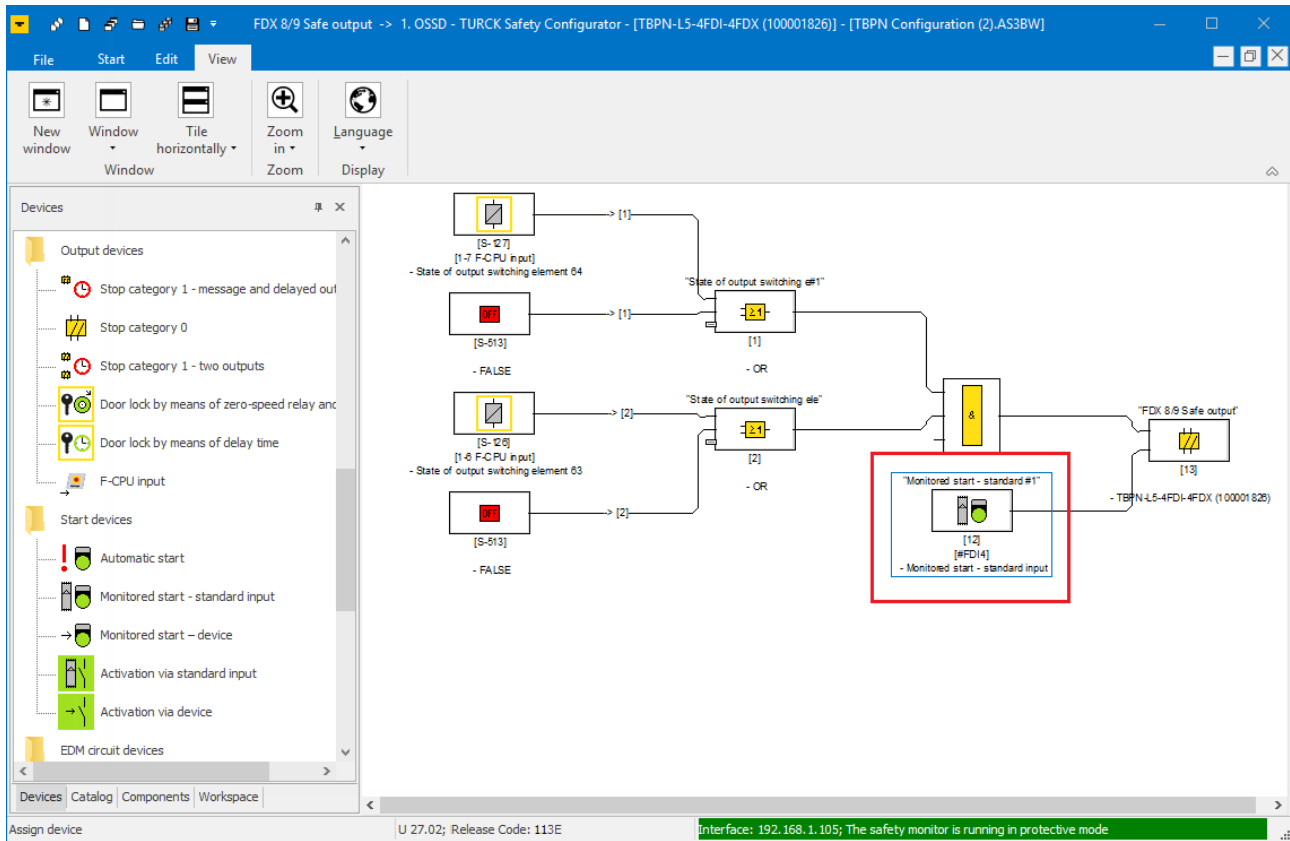 FDX 8/9 Safe output -> 1. OSSD - TURCK Safety Configurator - [TBPN-L5-4FDI-4FDX (100001826)] - [TBPN Configuration (2).AS3BW]
File Start Edit View
New window
Window
Tile horizontally
Zoom in
Language
Window
Zoom
Display
Devices
Output devices
Stop category 1 - message and delayed out
Stop category 0
Stop category 1 - two outputs
Door lock by means of zero-speed relay and
Door lock by means of delay time
F-CPU input
Start devices
Automatic start
Monitored start - standard input
Monitored start – device
Activation via standard input
Activation via device
EDM circuit devices
Devices Catalog Components Workspace
-> [1]
[S-127]
[1-7 F-CPU input]
- State of output switching element 64
OFF
-> [1]
[S-513]
- FALSE
"State of output switching e#1"
≥1
[1]
- OR
-> [2]
[S-126]
[1-6 F-CPU input]
- State of output switching element 63
OFF
-> [2]
[S-513]
- FALSE
"State of output switching ele"
≥1
[2]
- OR
&
"Monitored start - standard #1"
[12]
[#FDI4]
- Monitored start - standard input
"FDX 8/9 Safe output"
[13]
- TBPN-L5-4FDI-4FDX (100001826)
Assign device
U 27.02; Release Code: 113E
Interface: 192.168.1.105; The safety monitor is running in protective mode